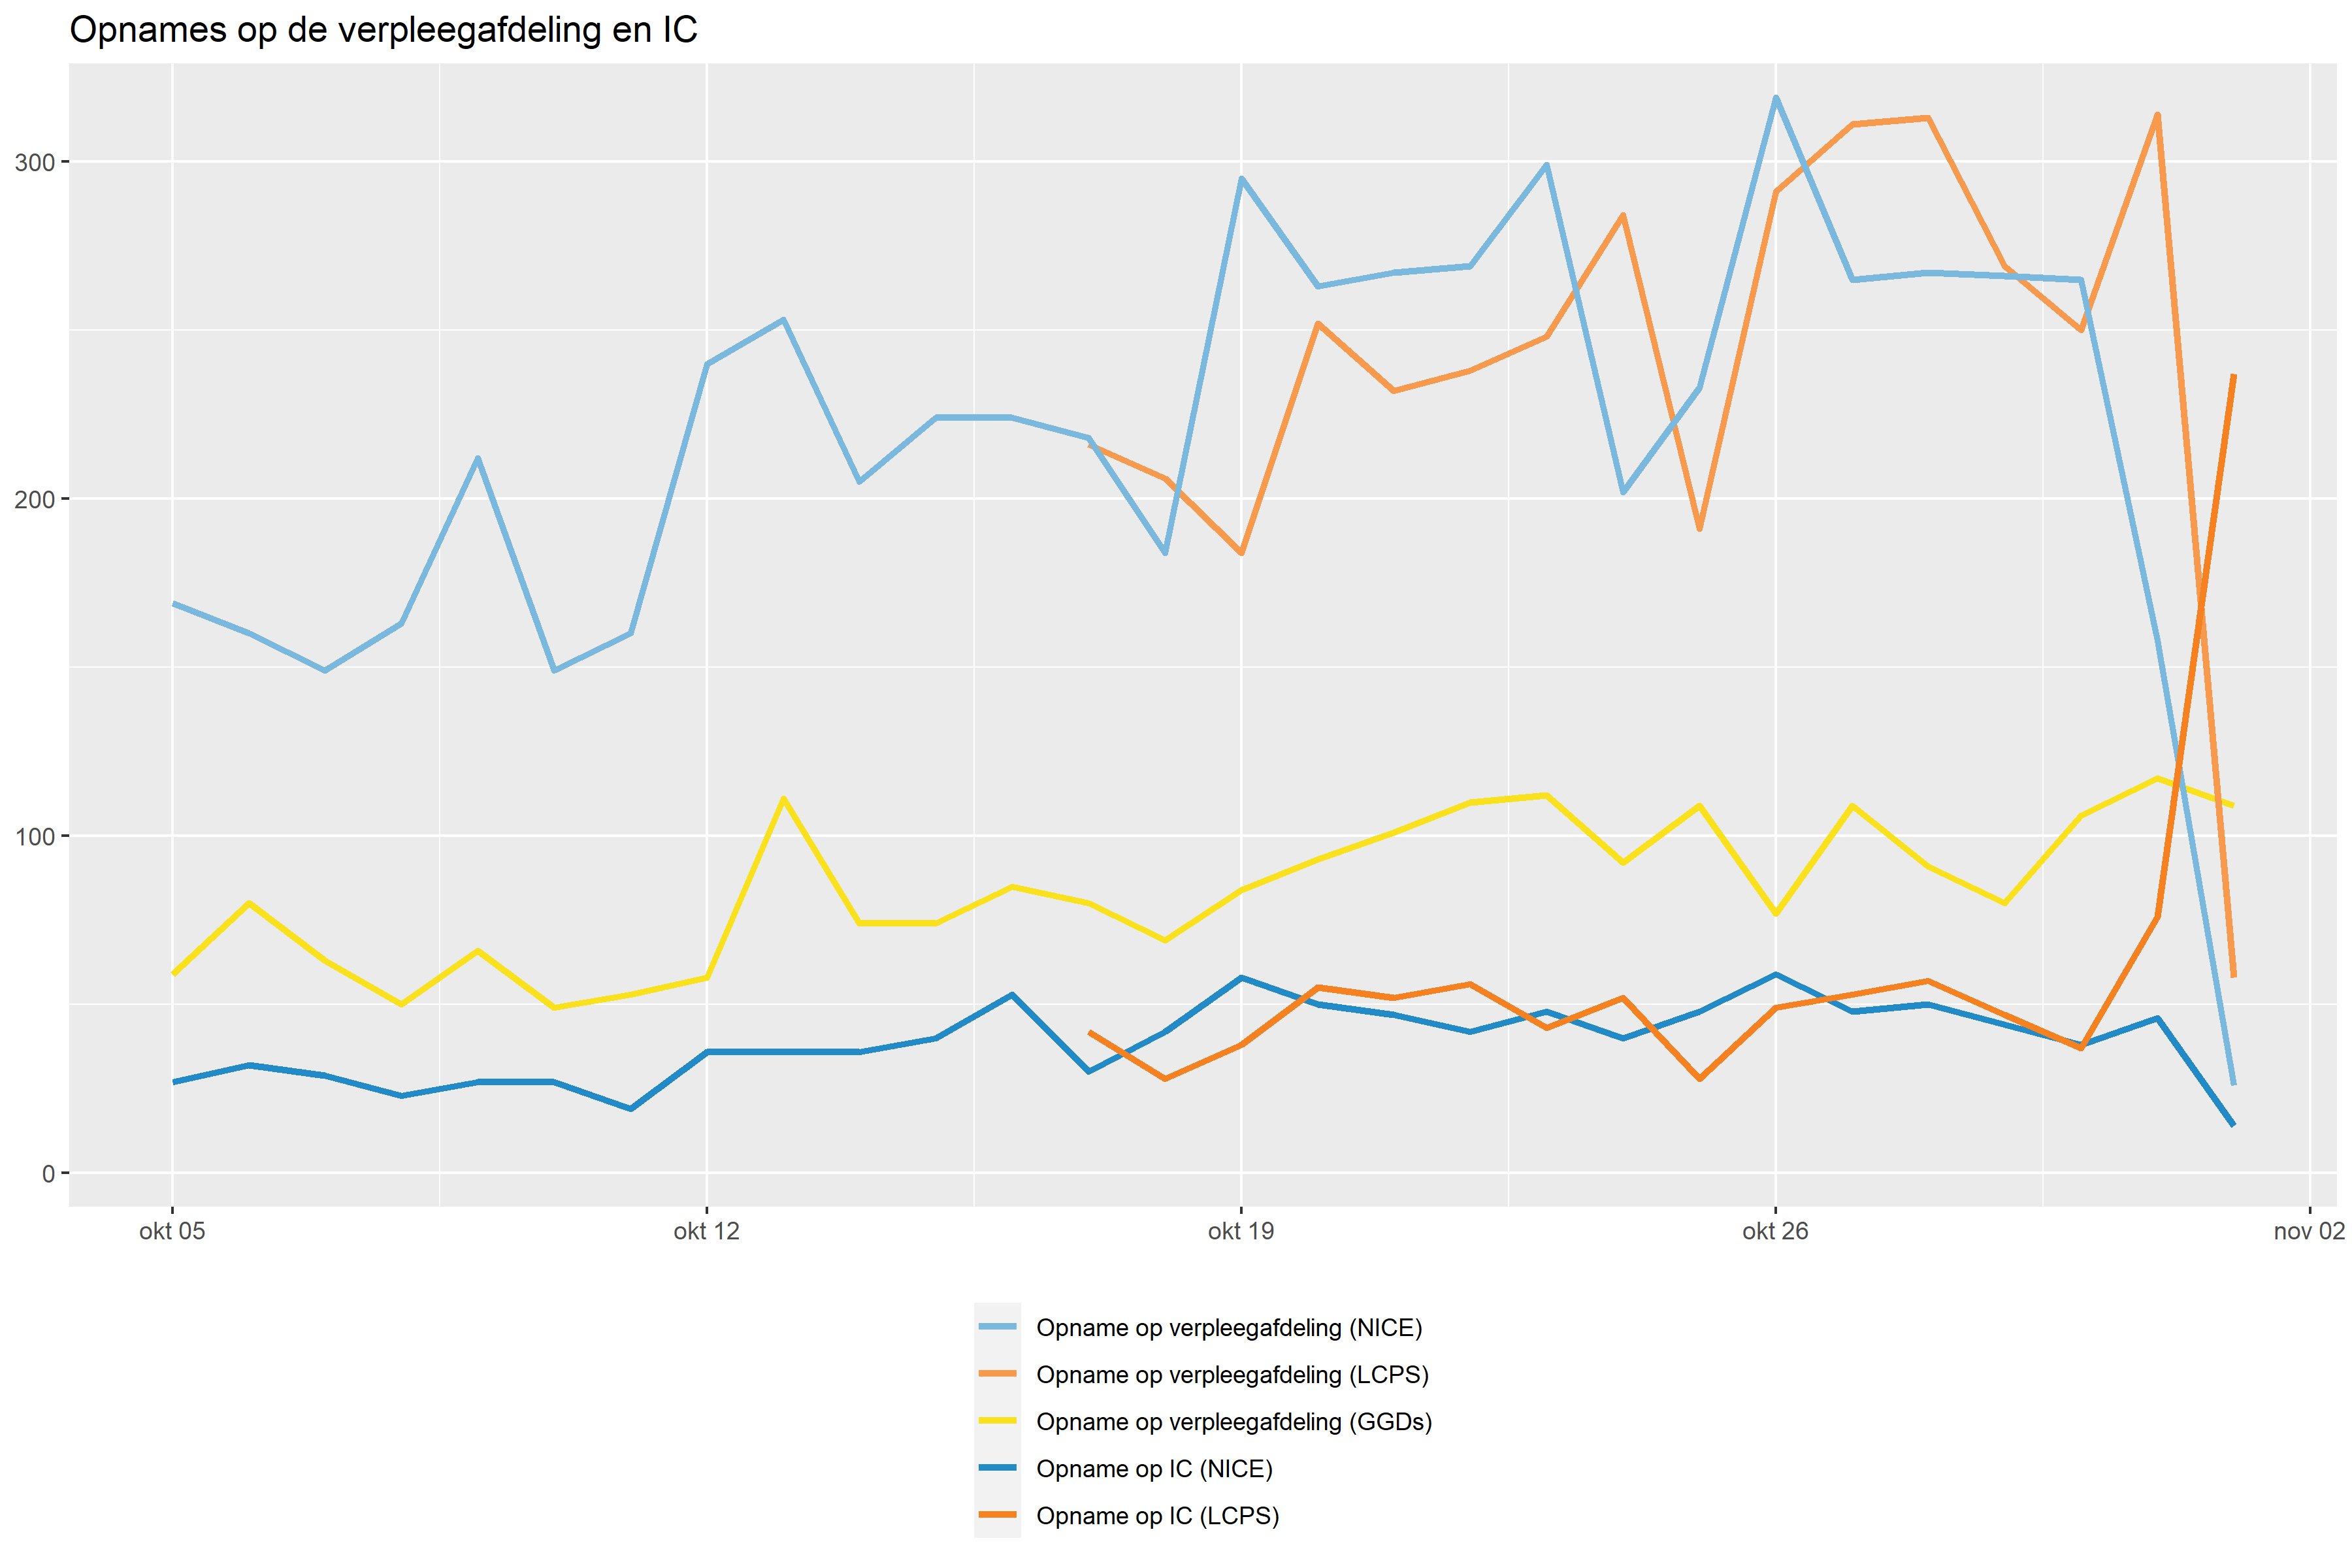 Opnames op de verpleegafdeling en IC
300
200
100
0
okt 05
okt 12
okt 19
okt 26
nov 02
Opname op verpleegafdeling (NICE)
Opname op verpleegafdeling (LCPS)
Opname op verpleegafdeling (GGDs)
Opname op IC (NICE)
Opname op IC (LCPS)